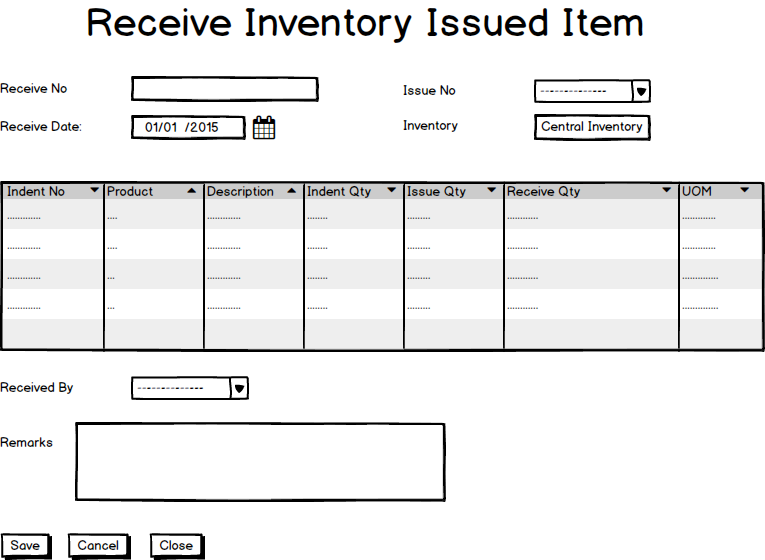 Receive Inventory Issued Item
Receive No
Issue No --------------
Receive Date: 01/01 /2015
Inventory Central Inventory
Indent No Product Description Indent Qty Issue Qty Receive Qty UOM
............. .... ............. ........ ......... ............ .............
............. .... ............. ........ ......... ............ ..............
............. ... ............. ........ ......... ............ ..............
............. ... ............. ........ ......... ............ ..............
Received By --------------
Remarks
Save Cancel Close